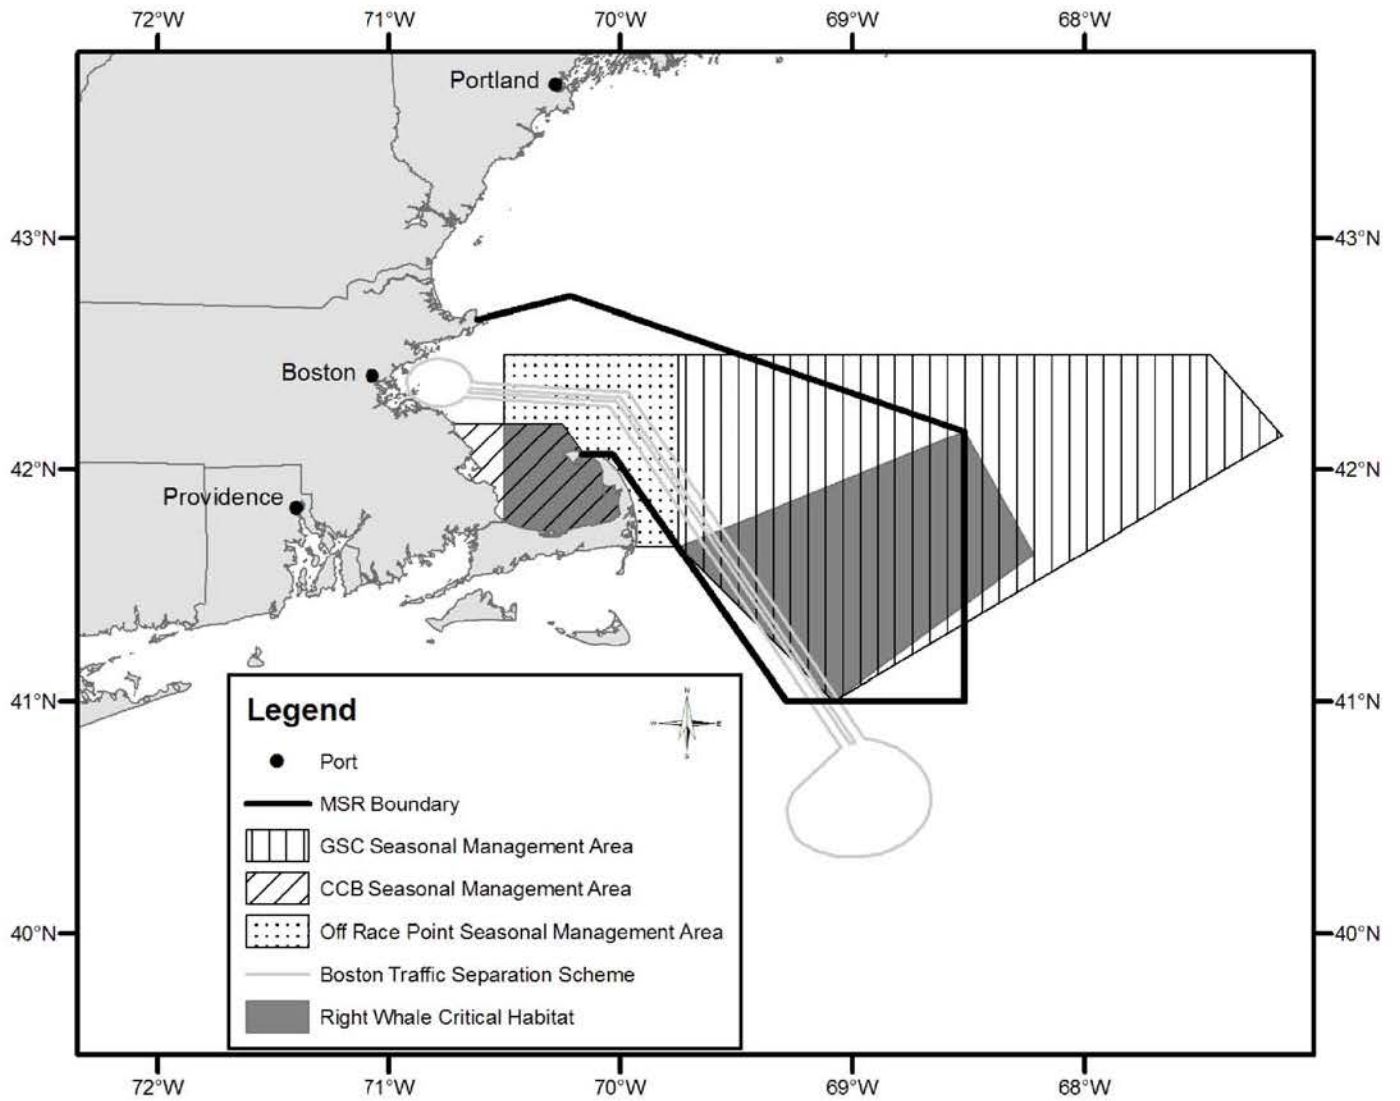 72°W 71°W 70°W 69°W 68°W
Portland
43°N 43°N
Boston
42°N 42°N
Providence
41°N 41°N
Legend
N
W E
S
Port
MSR Boundary
GSC Seasonal Management Area
CCB Seasonal Management Area
Off Race Point Seasonal Management Area
40°N 40°N
Boston Traffic Separation Scheme
Right Whale Critical Habitat
72°W 71°W 70°W 69°W 68°W